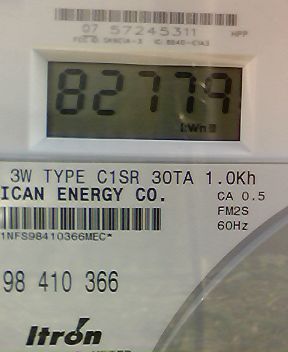 07 57245311 HPP
82779
3W TYPE C1SR 30TA 1.0Kh
ICAN ENERGY CO. CA 0.5
FM2S
60Hz
1NFS98410366MEC*
98 410 366
Itron